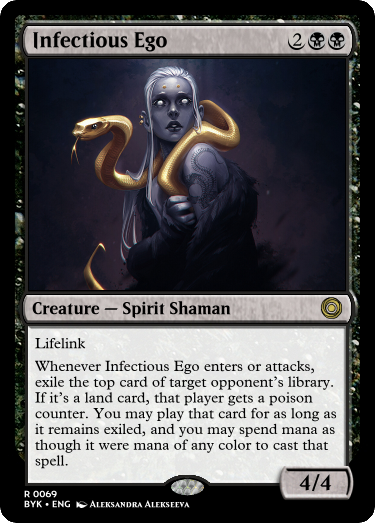 Infectious Ego 2
Creature — Spirit Shaman
Lifelink
Whenever Infectious Ego enters or attacks,
exile the top card of target opponent's library.
If it's a land card, that player gets a poison
counter. You may play that card for as long as
it remains exiled, and you may spend mana as
though it were mana of any color to cast that
spell.
4/4
R 0069
BYK • ENG Aleksandra Alekseeva